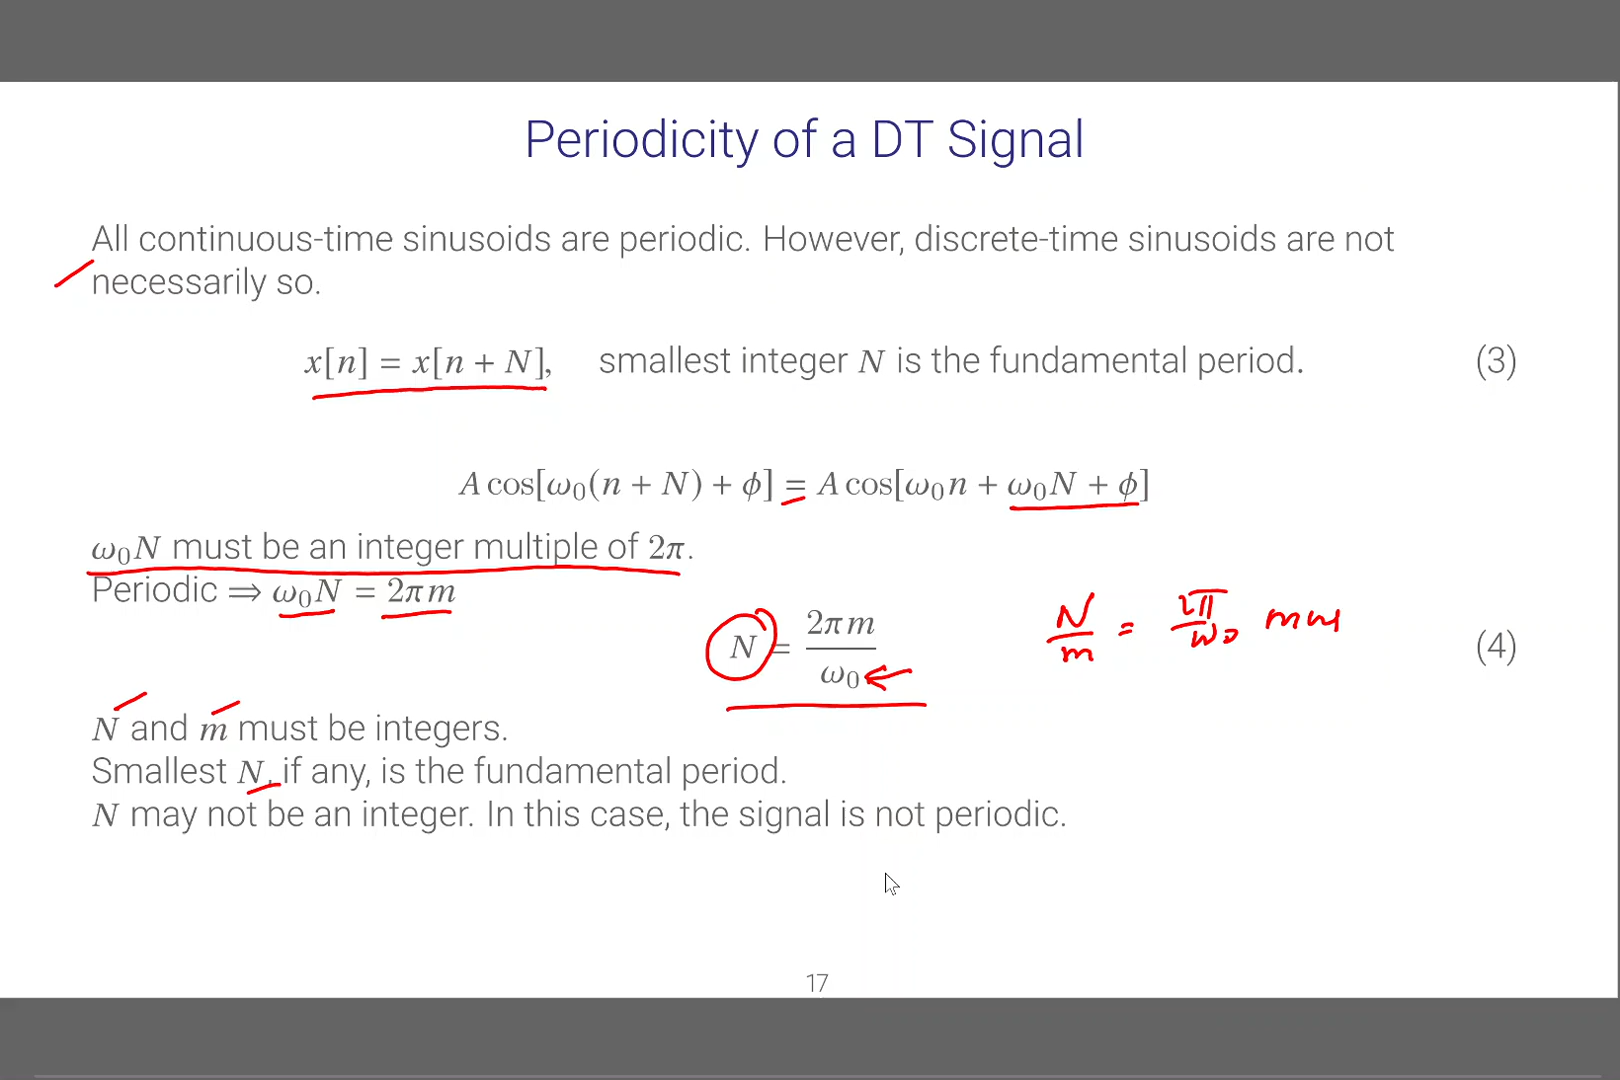 Periodicity of a DT Signal
All continuous-time sinusoids are periodic. However, discrete-time sinusoids are not
necessarily so.
x[n] = x[n + N], smallest integer N is the fundamental period. (3)
A cos[ω₀(n + N) + ϕ] = A cos[ω₀n + ω₀N + ϕ]
ω₀N must be an integer multiple of 2π.
Periodic ⟹ ω₀N = 2πm
N = 2πm / ω₀ (4)
N/m = 2π/ω₀
N and m must be integers.
Smallest N, if any, is the fundamental period.
N may not be an integer. In this case, the signal is not periodic.
17